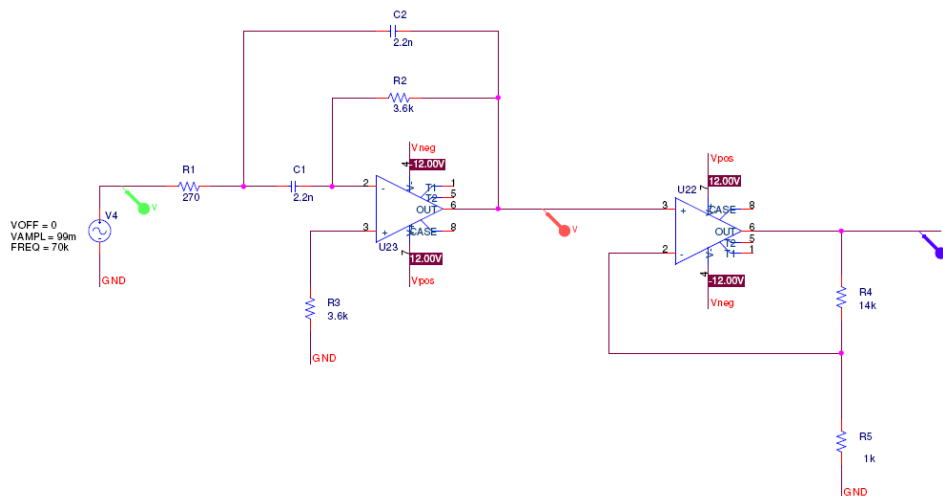 C2
2.2n
R2
3.6k
R1
270
C1
2.2n
Vneg
-12.00V
4
V-
2
-
T1
1
T2
5
OUT
6
3
+
CASE
8
V+
U23
7
12.00V
Vpos
V4
VOFF = 0
VAMPL = 99m
FREQ = 70k
GND
V
R3
3.6k
GND
V
Vpos
12.00V
7
U22
V+
3
+
CASE
8
OUT
6
T2
5
2
-
T1
1
V-
4
-12.00V
Vneg
V
R4
14k
R5
1k
GND